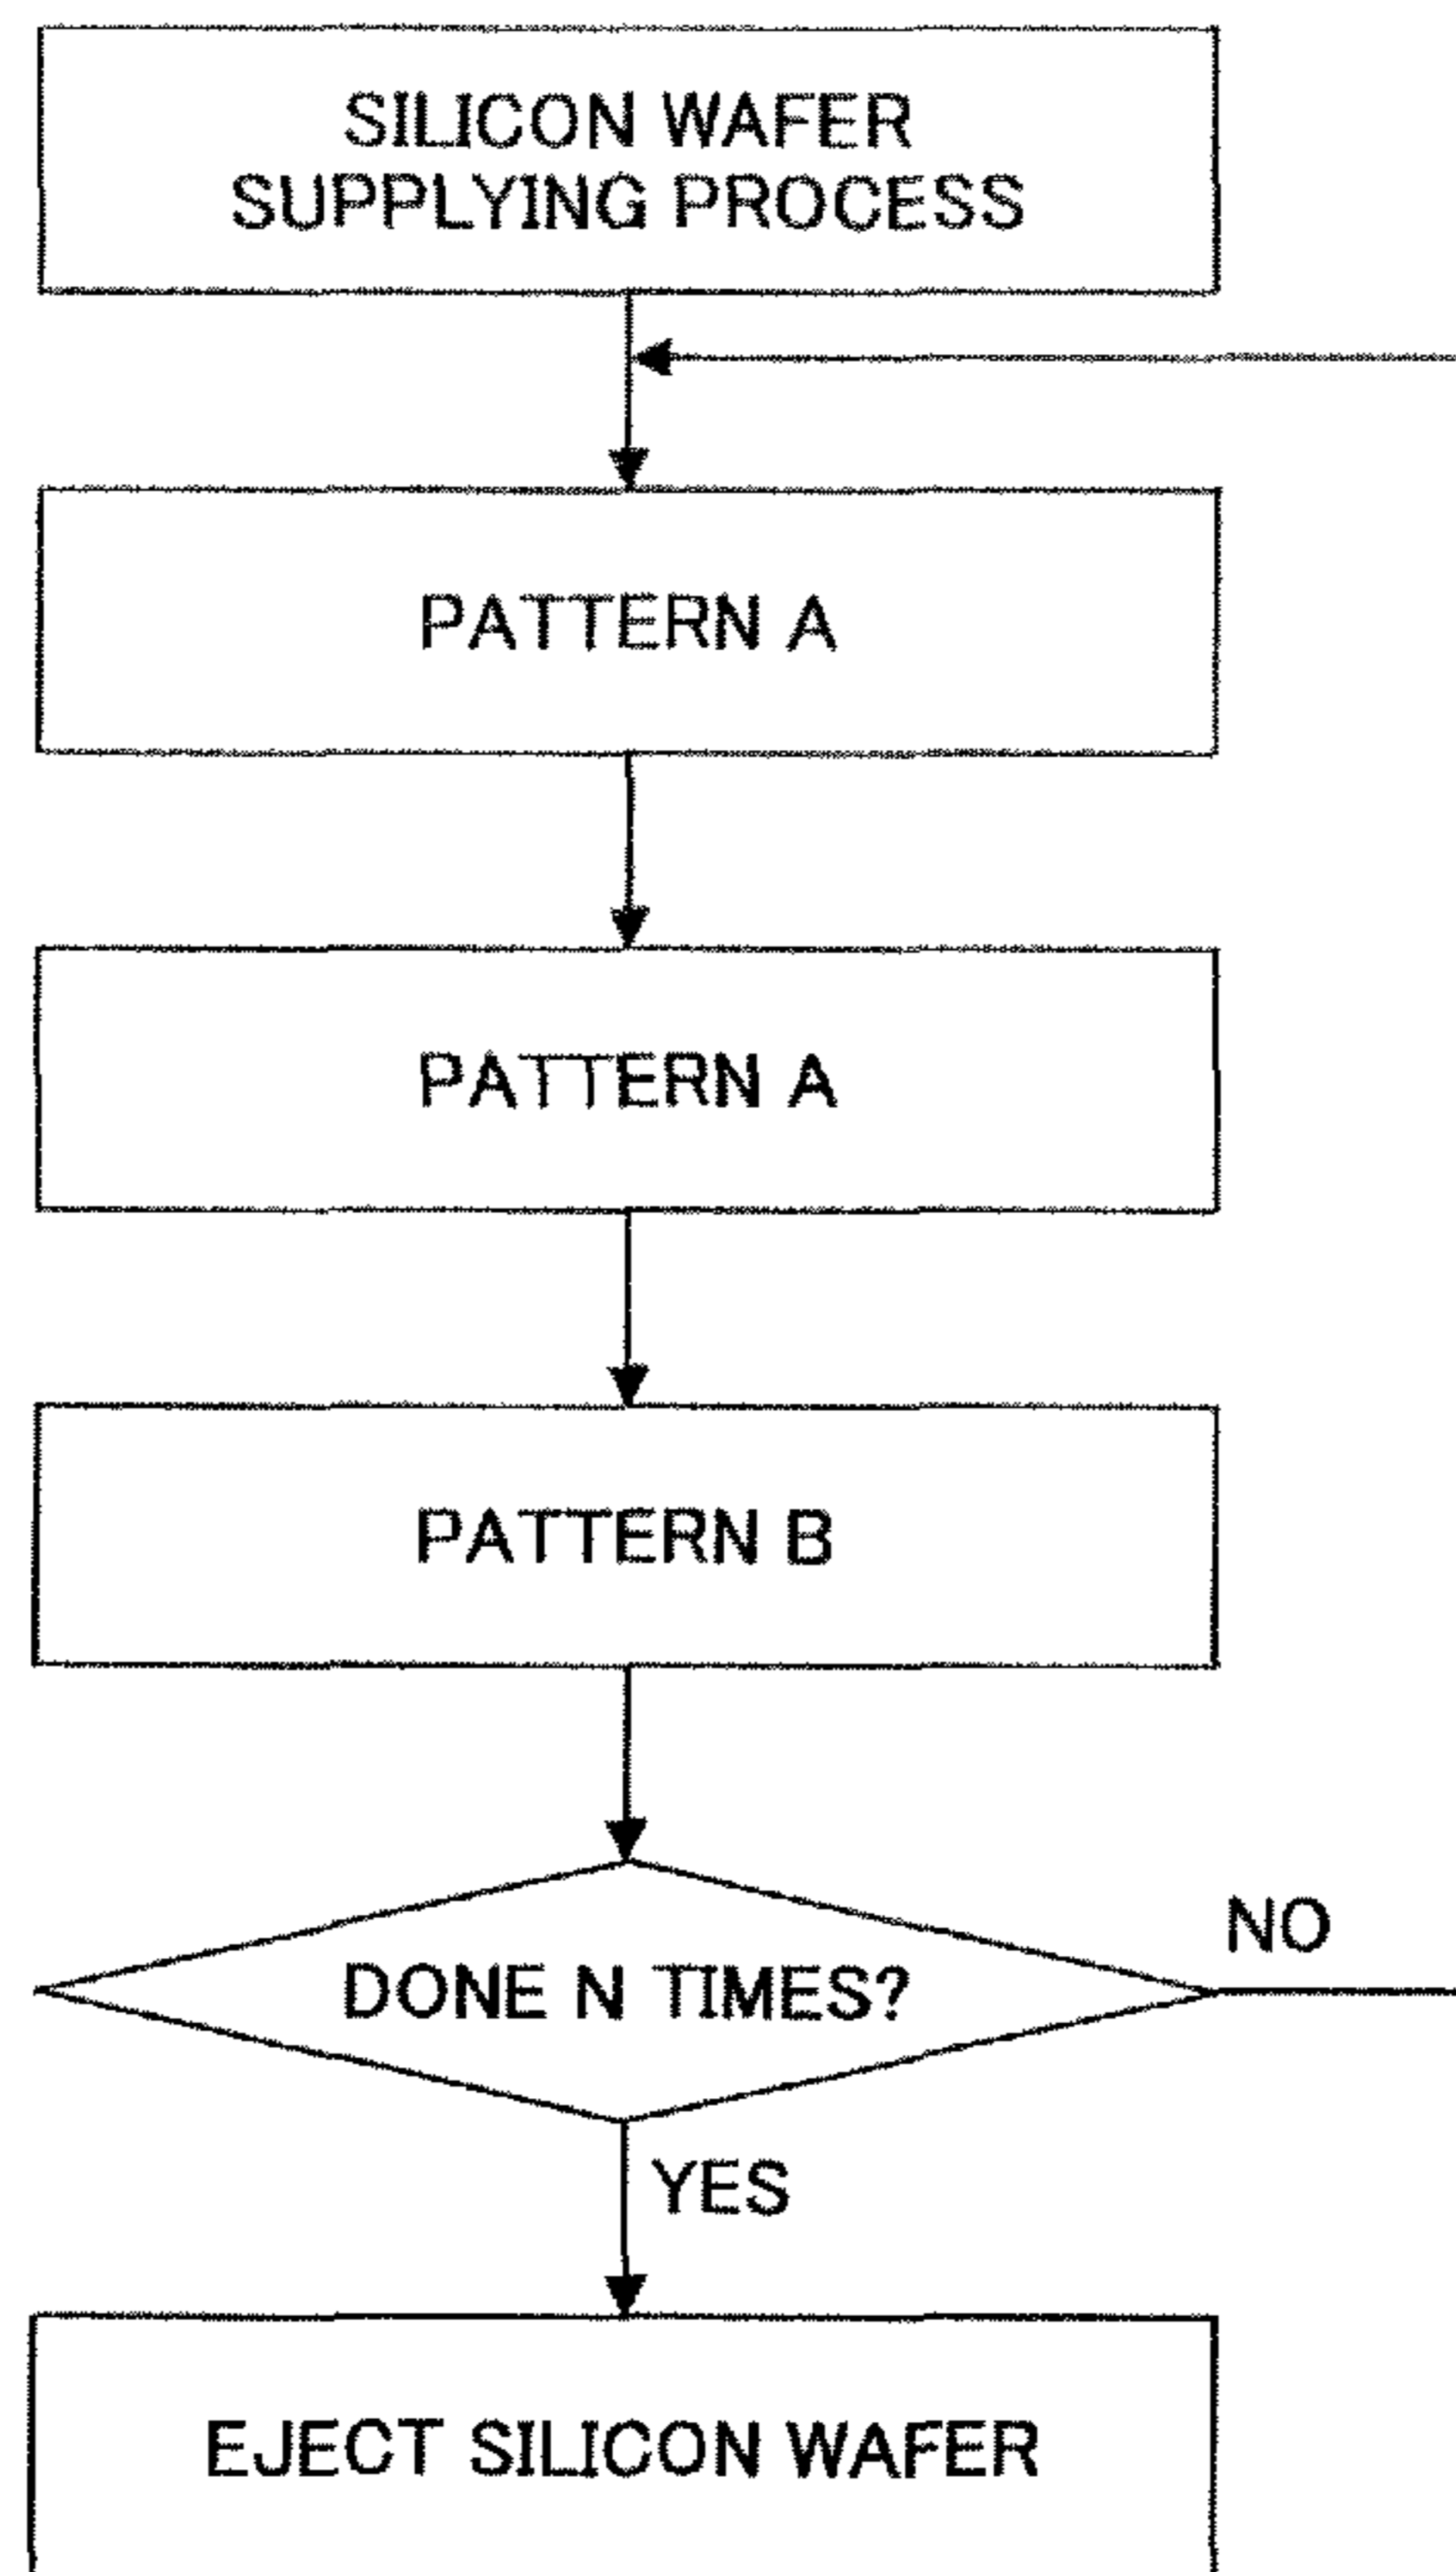 SILICON WAFER
SUPPLYING PROCESS
PATTERN A
PATTERN A
PATTERN B
DONE N TIMES?
NO
YES
EJECT SILICON WAFER